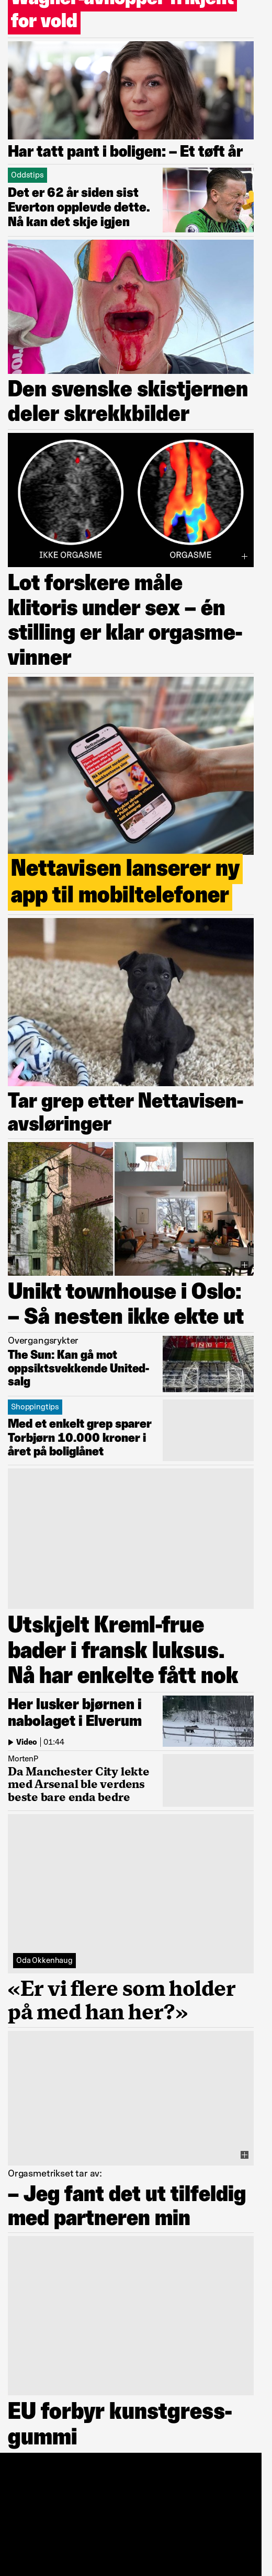 Wagner-avhopper frikjent
for vold
Har tatt pant i boligen: – Et tøft år
Oddstips
Det er 62 år siden sist
Everton opplevde dette.
Nå kan det skje igjen
Den svenske skistjernen
deler skrekkbilder
IKKE ORGASME
ORGASME
Lot forskere måle
klitoris under sex – én
stilling er klar orgasme-
vinner
Nettavisen lanserer ny
app til mobiltelefoner
Tar grep etter Nettavisen-
avsløringer
Unikt townhouse i Oslo:
– Så nesten ikke ekte ut
Overgangsrykter
The Sun: Kan gå mot
oppsiktsvekkende United-
salg
Shoppingtips
Med et enkelt grep sparer
Torbjørn 10.000 kroner i
året på boliglånet
Utskjelt Kreml-frue
bader i fransk luksus.
Nå har enkelte fått nok
Her lusker bjørnen i
nabolaget i Elverum
Video | 01:44
MortenP
Da Manchester City lekte
med Arsenal ble verdens
beste bare enda bedre
Oda Okkenhaug
«Er vi flere som holder
på med han her?»
Orgasmetrikset tar av:
– Jeg fant det ut tilfeldig
med partneren min
EU forbyr kunstgress-
gummi